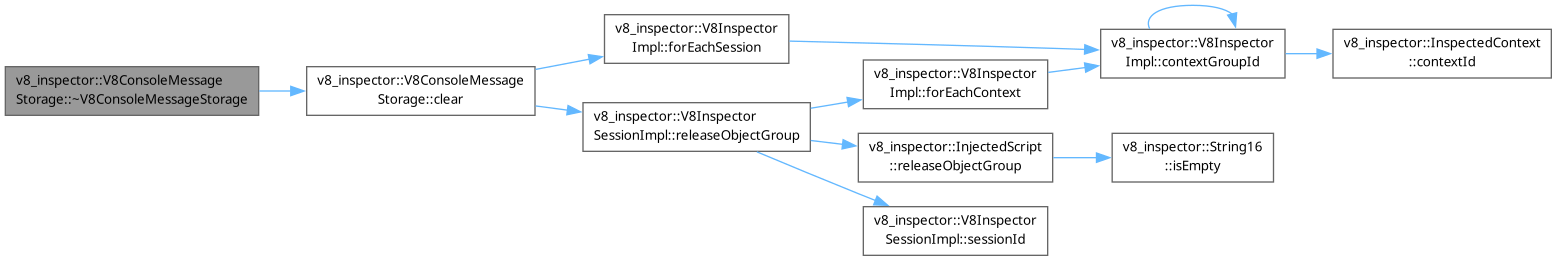 v8_inspector::V8ConsoleMessage
Storage::~V8ConsoleMessageStorage
v8_inspector::V8ConsoleMessage
Storage::clear
v8_inspector::V8Inspector
Impl::forEachSession
v8_inspector::V8Inspector
SessionImpl::releaseObjectGroup
v8_inspector::V8Inspector
Impl::forEachContext
v8_inspector::InjectedScript
::releaseObjectGroup
v8_inspector::V8Inspector
SessionImpl::sessionId
v8_inspector::V8Inspector
Impl::contextGroupId
v8_inspector::String16
::isEmpty
v8_inspector::InspectedContext
::contextId